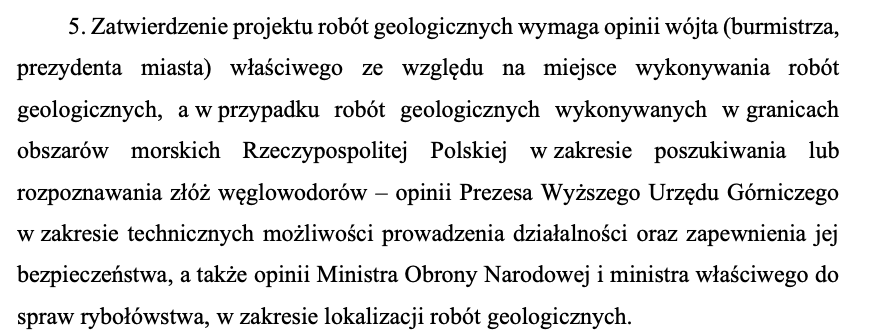 5. Zatwierdzenie projektu robót geologicznych wymaga opinii wójta (burmistrza,
prezydenta miasta) właściwego ze względu na miejsce wykonywania robót
geologicznych, a w przypadku robót geologicznych wykonywanych w granicach
obszarów morskich Rzeczypospolitej Polskiej w zakresie poszukiwania lub
rozpoznawania złóż węglowodorów – opinii Prezesa Wyższego Urzędu Górniczego
w zakresie technicznych możliwości prowadzenia działalności oraz zapewnienia jej
bezpieczeństwa, a także opinii Ministra Obrony Narodowej i ministra właściwego do
spraw rybołówstwa, w zakresie lokalizacji robót geologicznych.